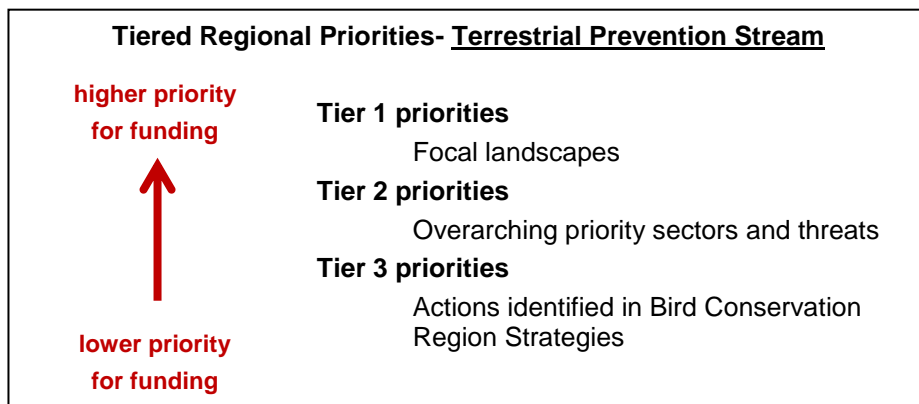 Tiered Regional Priorities- Terrestrial Prevention Stream
higher priority
for funding
Tier 1 priorities
Focal landscapes
Tier 2 priorities
Overarching priority sectors and threats
Tier 3 priorities
Actions identified in Bird Conservation
Region Strategies
lower priority
for funding